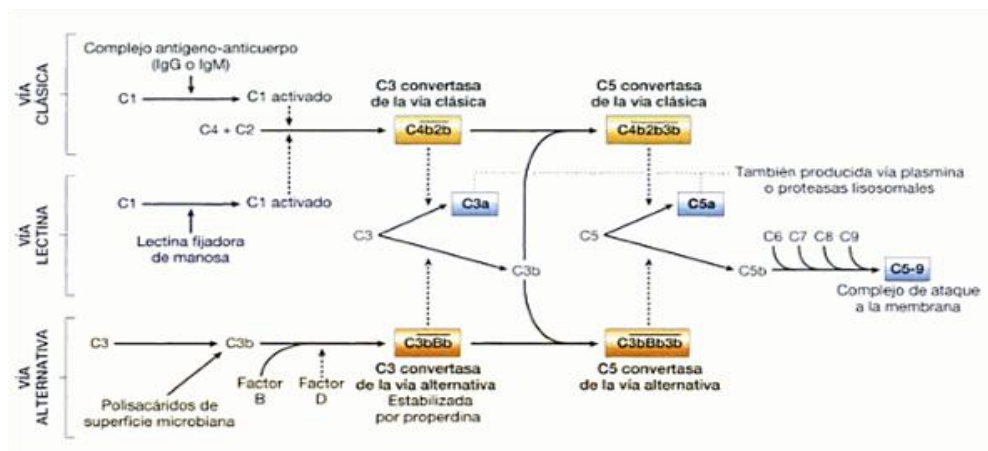 VÍA
CLÁSICA
Complejo antígeno-anticuerpo
(IgG o IgM)
C1
C1 activado
C4 + C2
C3 convertasa
de la vía clásica
C4b2b
C5 convertasa
de la vía clásica
C4b2b3b
VÍA
LECTINA
C1
C1 activado
Lectina fijadora
de manosa
C3
C3a
C3b
C5
C5a
También producida vía plasmina
o proteasas lisosomales
C5b
C6 C7 C8 C9
C5-9
Complejo de ataque
a la membrana
VÍA
ALTERNATIVA
C3
C3b
Polisacáridos de
superficie microbiana
Factor
B
Factor
D
C3bBb
C3 convertasa
de la vía alternativa
Estabilizada
por properdina
C3bBb3b
C5 convertasa
de la vía alternativa